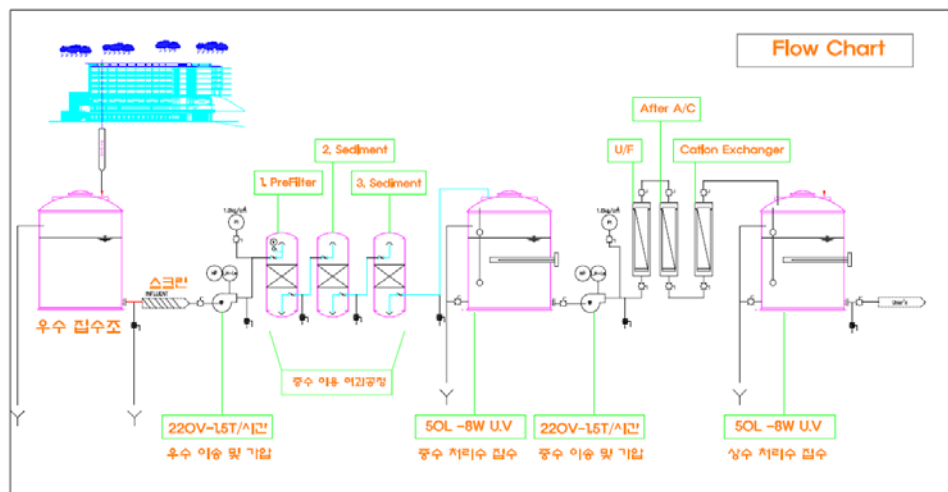 Flow Chart
After A/C
2, Sediment
U/F
Cation Exchanger
1, PreFilter
3, Sediment
스크린
INFLUENT
우수 집수조
User's
중수 이용 여과공정
220V-1.5T/시간
50L -8W U.V
220V-1.5T/시간
50L -8W U.V
우수 이송 및 가압
중수 처리수 집수
중수 이송 및 가압
상수 처리수 집수